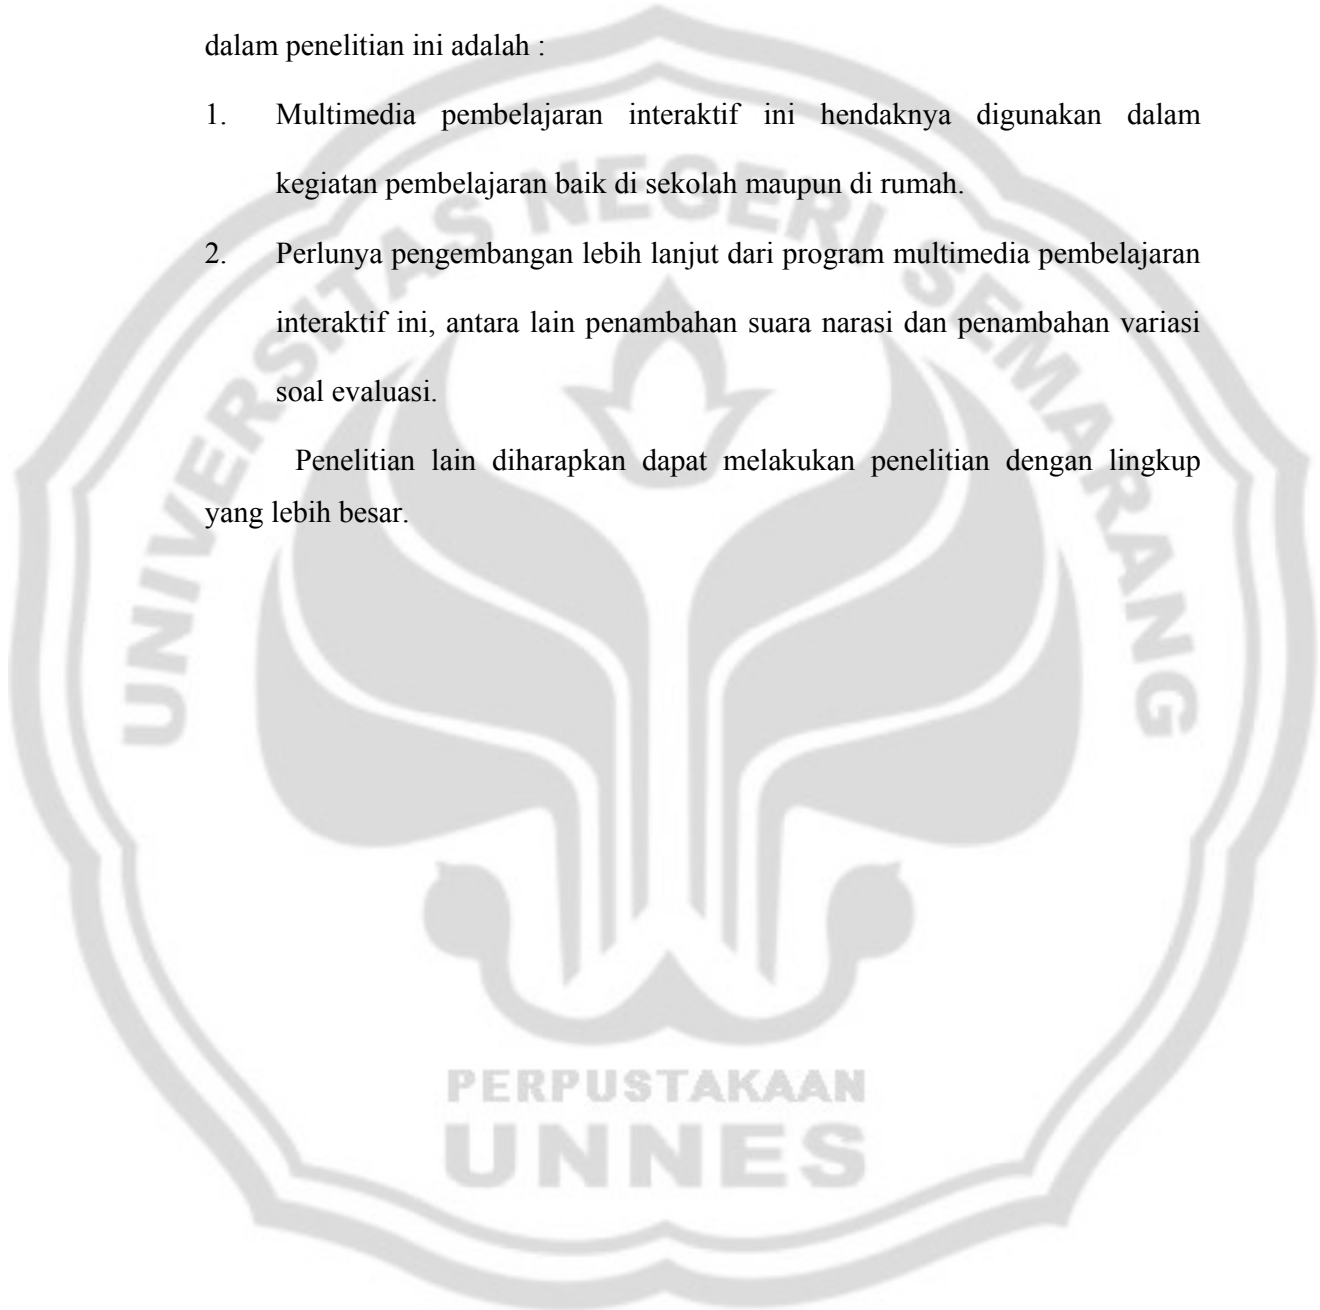 dalam penelitian ini adalah :
1. Multimedia pembelajaran interaktif ini hendaknya digunakan dalam
kegiatan pembelajaran baik di sekolah maupun di rumah.
2. Perlunya pengembangan lebih lanjut dari program multimedia pembelajaran
interaktif ini, antara lain penambahan suara narasi dan penambahan variasi
soal evaluasi.
Penelitian lain diharapkan dapat melakukan penelitian dengan lingkup
yang lebih besar.
UNIVERSITAS NEGERI SEMARANG
PERPUSTAKAAN
UNNES